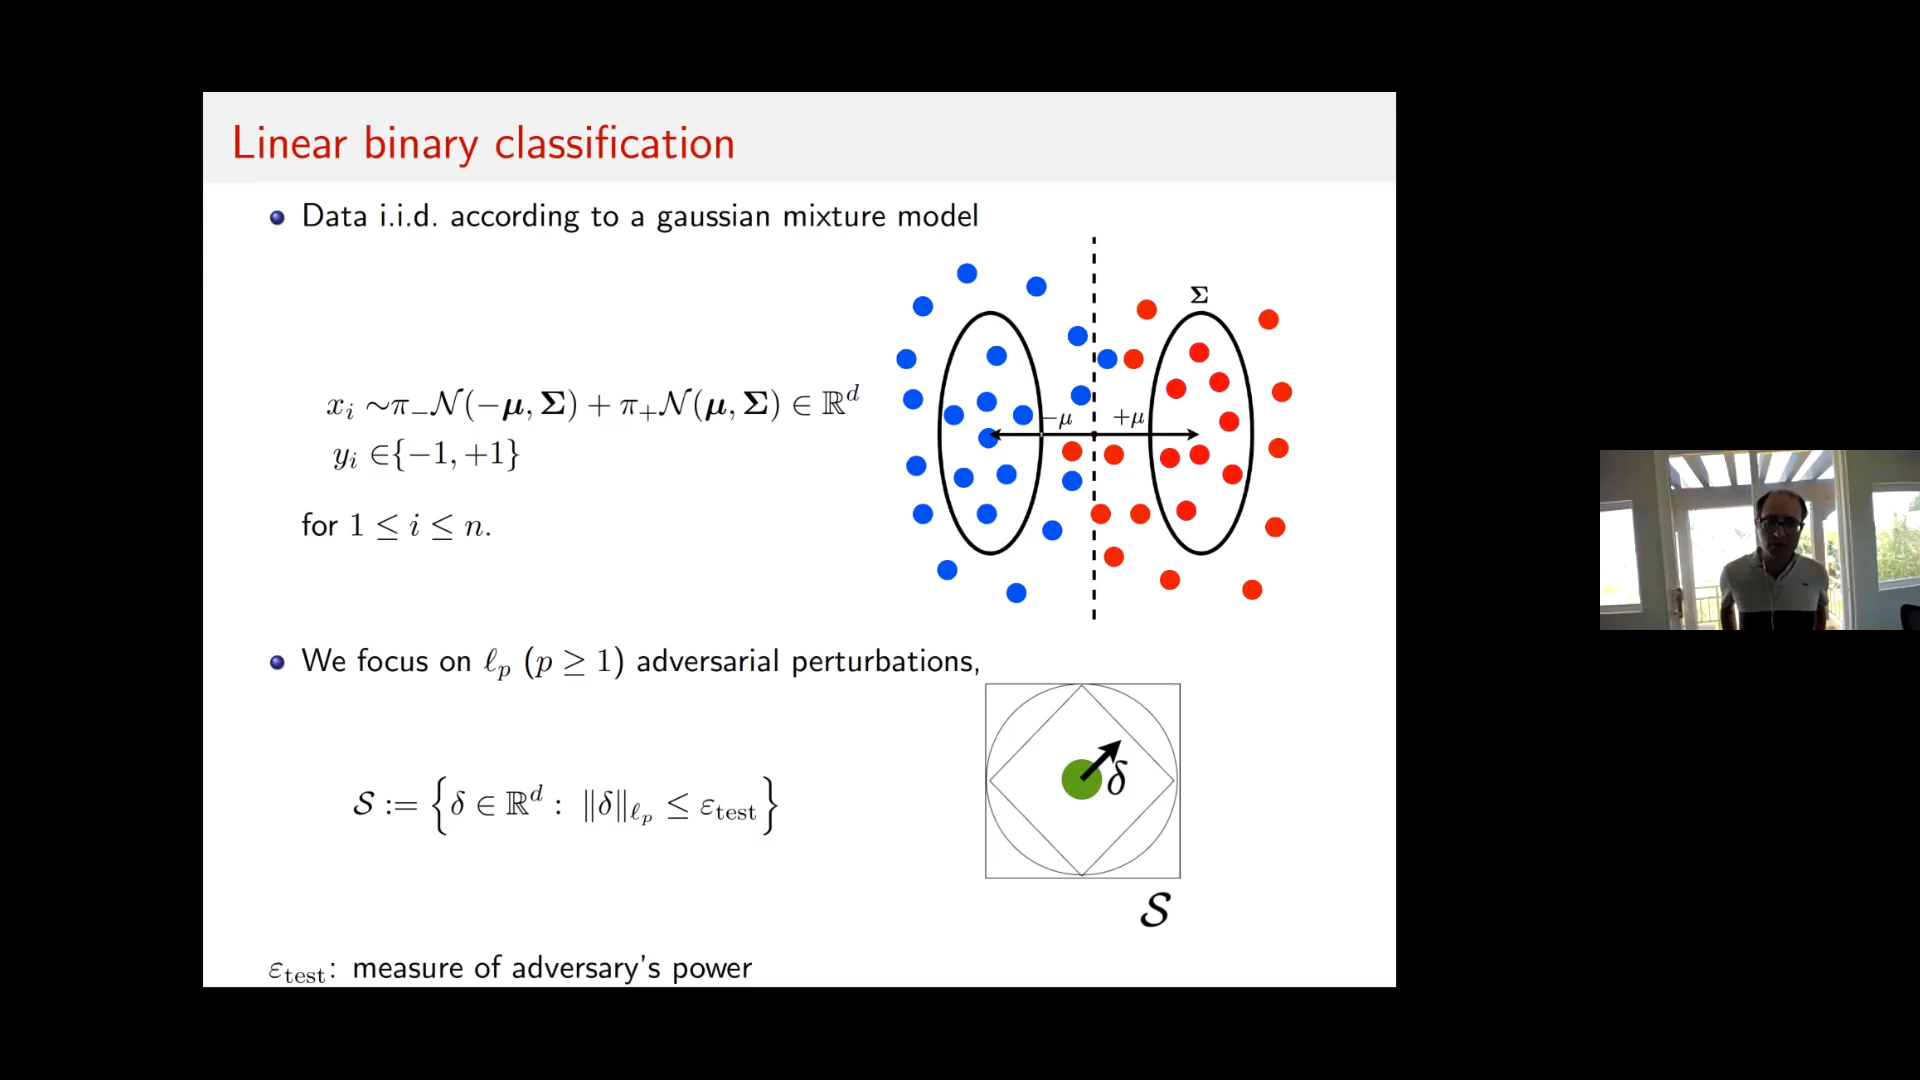 Linear binary classification
Data i.i.d. according to a gaussian mixture model
Σ
x_i ∼π_−𝒩(−μ, Σ) + π_+𝒩(μ, Σ) ∈ ℝ^d
−μ +μ
y_i ∈{−1, +1}
for 1 ≤ i ≤ n.
We focus on ℓ_p (p ≥ 1) adversarial perturbations,
δ
𝒮 := {δ ∈ ℝ^d : ‖δ‖_{ℓ_p} ≤ ε_test}
𝒮
ε_test: measure of adversary's power